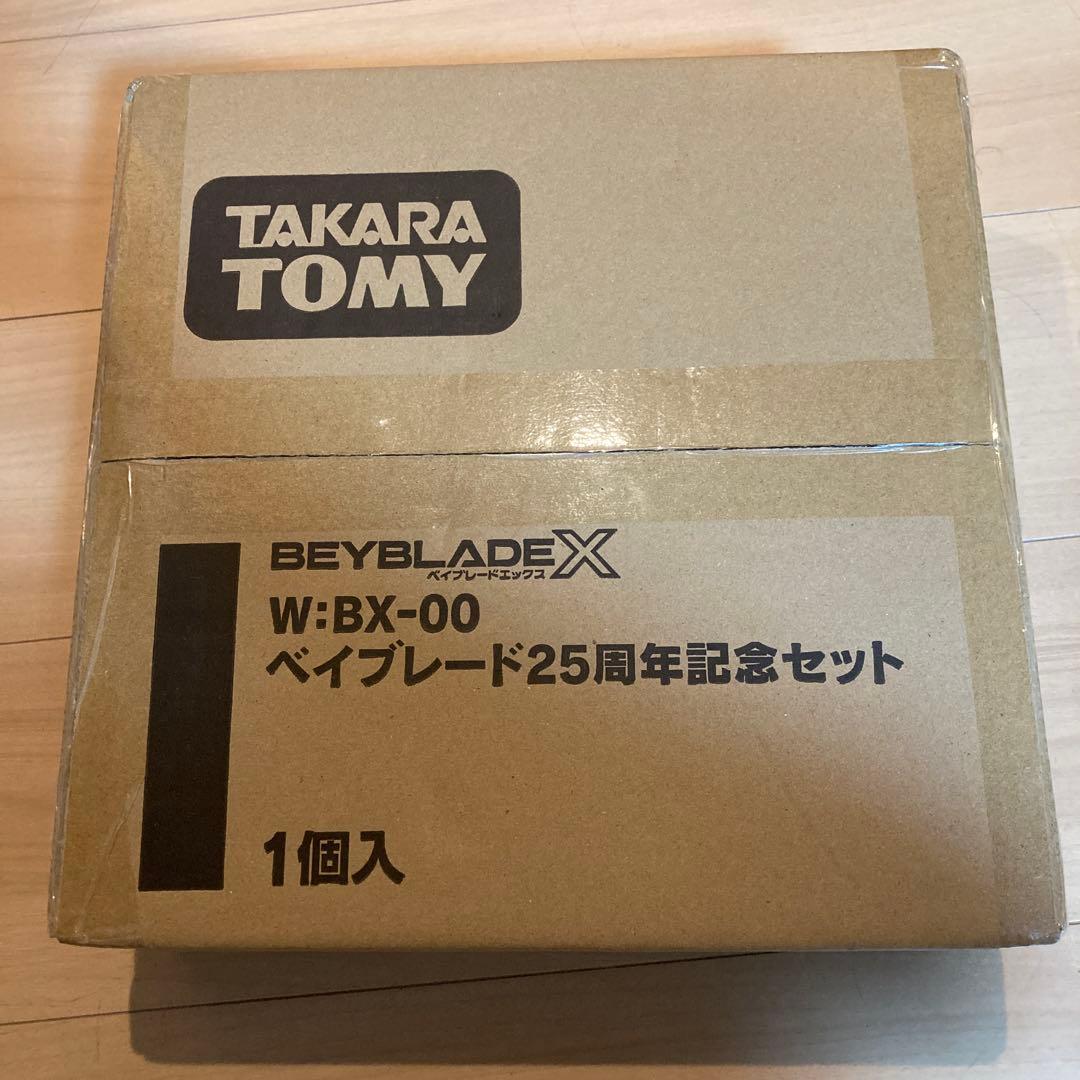 TAKARA
TOMY
BEYBLADE X
ベイブレードエックス
W:BX-00
ベイブレード25周年記念セット
1個入